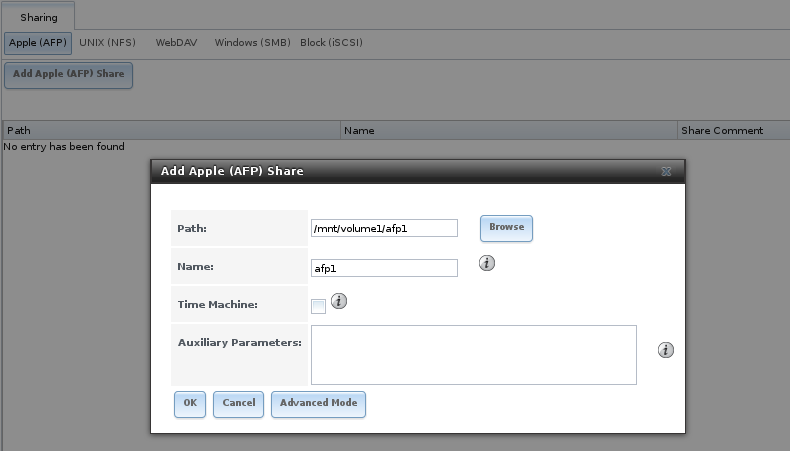 Sharing
Apple (AFP) UNIX (NFS) WebDAV Windows (SMB) Block (iSCSI)
Add Apple (AFP) Share
Path Name Share Comment
No entry has been found
Add Apple (AFP) Share
Path: /mnt/volume1/afp1 Browse
Name: afp1
Time Machine:
Auxiliary Parameters:
OK Cancel Advanced Mode